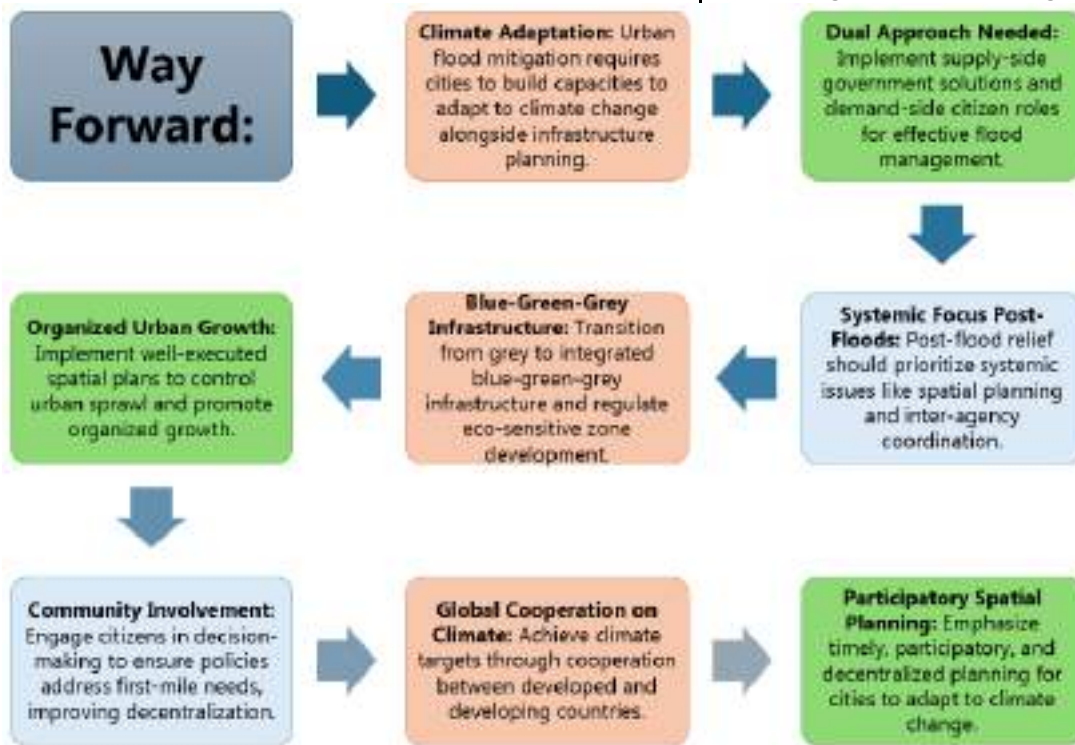 Way
Forward:
Climate Adaptation: Urban
flood mitigation requires
cities to build capacities to
adapt to climate change
alongside infrastructure
planning.
Dual Approach Needed:
Implement supply-side
government solutions and
demand-side citizen roles
for effective flood
management.
Systemic Focus Post-
Floods: Post-flood relief
should prioritize systemic
issues like spatial planning
and inter-agency
coordination.
Blue-Green-Grey
Infrastructure: Transition
from grey to integrated
blue-green-grey
infrastructure and regulate
eco-sensitive zone
development.
Organized Urban Growth:
Implement well-executed
spatial plans to control
urban sprawl and promote
organized growth.
Community Involvement:
Engage citizens in decision-
making to ensure policies
address first-mile needs,
improving decentralization.
Global Cooperation on
Climate: Achieve climate
targets through cooperation
between developed and
developing countries.
Participatory Spatial
Planning: Emphasize
timely, participatory, and
decentralized planning for
cities to adapt to climate
change.